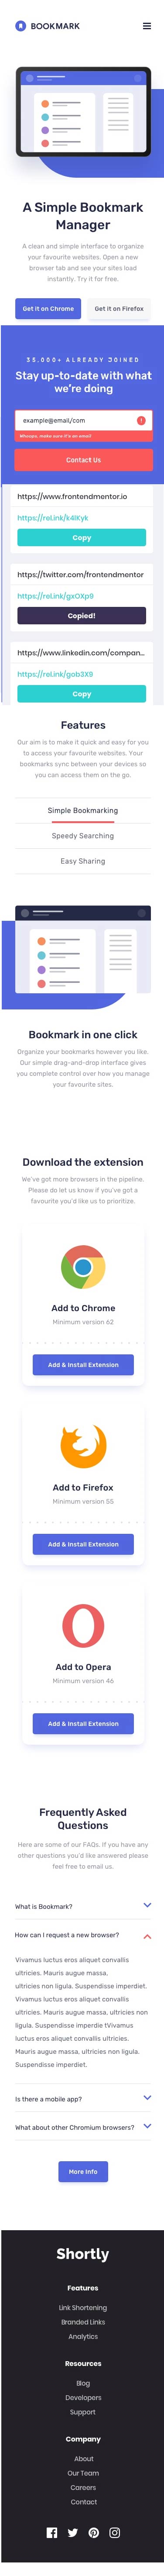 BOOKMARK
A Simple Bookmark
Manager
A clean and simple interface to organize
your favourite websites. Open a new
browser tab and see your sites load
instantly. Try it for free.
Get it on Chrome
Get it on Firefox
35,000+ ALREADY JOINED
Stay up-to-date with what
we're doing
example@email/com
Whoops, make sure it's an email
Contact Us
https://www.frontendmentor.io
https://rel.ink/k4lKyk
Copy
https://twitter.com/frontendmentor
https://rel.ink/gxOXp9
Copied!
https://www.linkedin.com/compan...
https://rel.ink/gob3X9
Copy
Features
Our aim is to make it quick and easy for you
to access your favourite websites. Your
bookmarks sync between your devices so
you can access them on the go.
Simple Bookmarking
Speedy Searching
Easy Sharing
Bookmark in one click
Organize your bookmarks however you like.
Our simple drag-and-drop interface gives
you complete control over how you manage
your favourite sites.
Download the extension
We've got more browsers in the pipeline.
Please do let us know if you've got a
favourite you'd like us to prioritize.
Add to Chrome
Minimum version 62
Add & Install Extension
Add to Firefox
Minimum version 55
Add & Install Extension
Add to Opera
Minimum version 46
Add & Install Extension
Frequently Asked
Questions
Here are some of our FAQs. If you have any
other questions you'd like answered please
feel free to email us.
What is Bookmark?
How can I request a new browser?
Vivamus luctus eros aliquet convallis
ultricies. Mauris augue massa,
ultricies non ligula. Suspendisse imperdiet.
Vivamus luctus eros aliquet convallis
ultricies. Mauris augue massa, ultricies non
ligula. Suspendisse imperdie tVivamus
luctus eros aliquet convallis ultricies.
Mauris augue massa, ultricies non ligula.
Suspendisse imperdiet.
Is there a mobile app?
What about other Chromium browsers?
More Info
Shortly
Features
Link Shortening
Branded Links
Analytics
Resources
Blog
Developers
Support
Company
About
Our Team
Careers
Contact